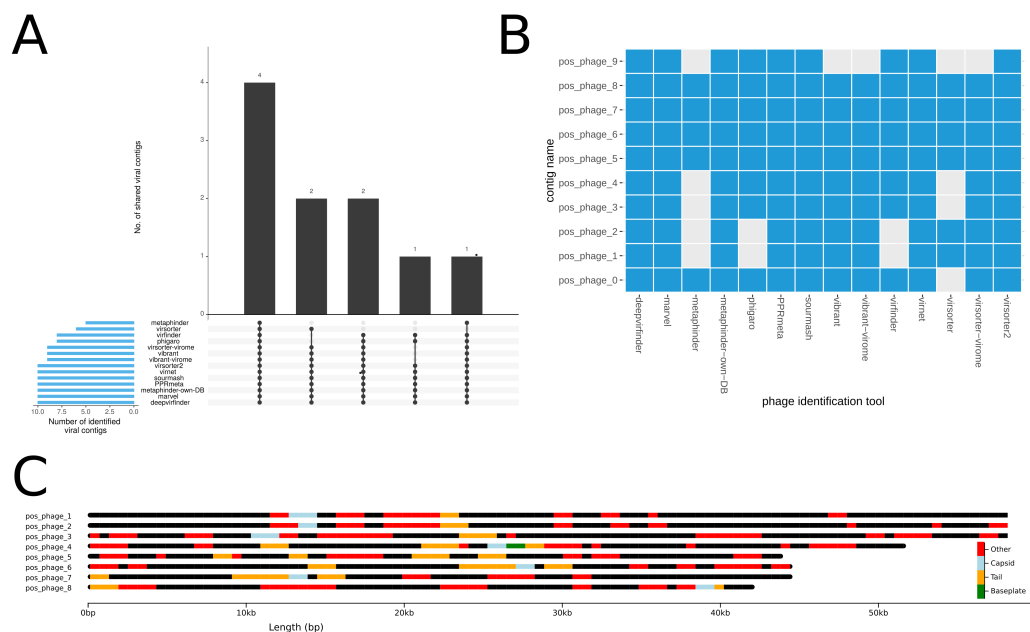 A
No. of shared viral contigs
4
3
2
1
0
4
2
2
1
1
metaphinder
virsorter
virfinder
phigaro
virsorter-virome
vibrant
vibrant-virome
virsorter2
virnet
sourmash
PPRmeta
metaphinder-own-DB
marvel
deepvirfinder
10.0 7.5 5.0 2.5 0.0
Number of identified
viral contigs
B
contig name
pos_phage_9
pos_phage_8
pos_phage_7
pos_phage_6
pos_phage_5
pos_phage_4
pos_phage_3
pos_phage_2
pos_phage_1
pos_phage_0
deepvirfinder
marvel
metaphinder
metaphinder-own-DB
phigaro
PPRmeta
sourmash
vibrant
vibrant-virome
virfinder
virnet
virsorter
virsorter-virome
virsorter2
phage identification tool
C
pos_phage_1
pos_phage_2
pos_phage_3
pos_phage_4
pos_phage_5
pos_phage_6
pos_phage_7
pos_phage_8
Other
Capsid
Tail
Baseplate
0bp 10kb 20kb 30kb 40kb 50kb
Length (bp)